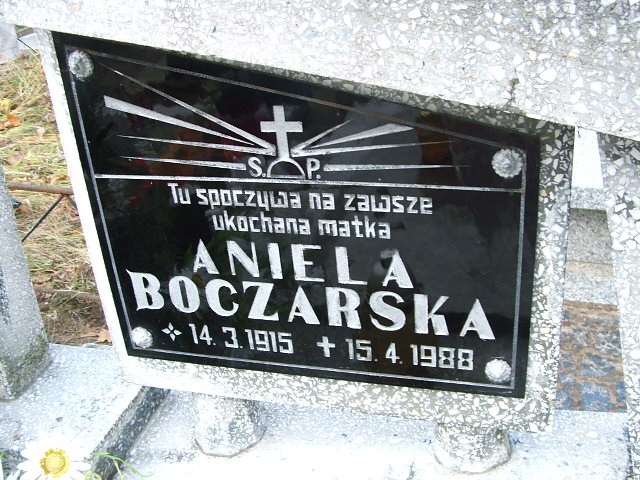 S. P.
Tu spoczywa na zawsze
ukochana matka
ANIELA
BOCZARSKA
14.3.1915 15.4.1988